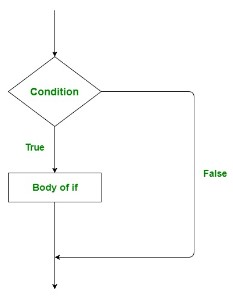 Condition
True
False
Body of if